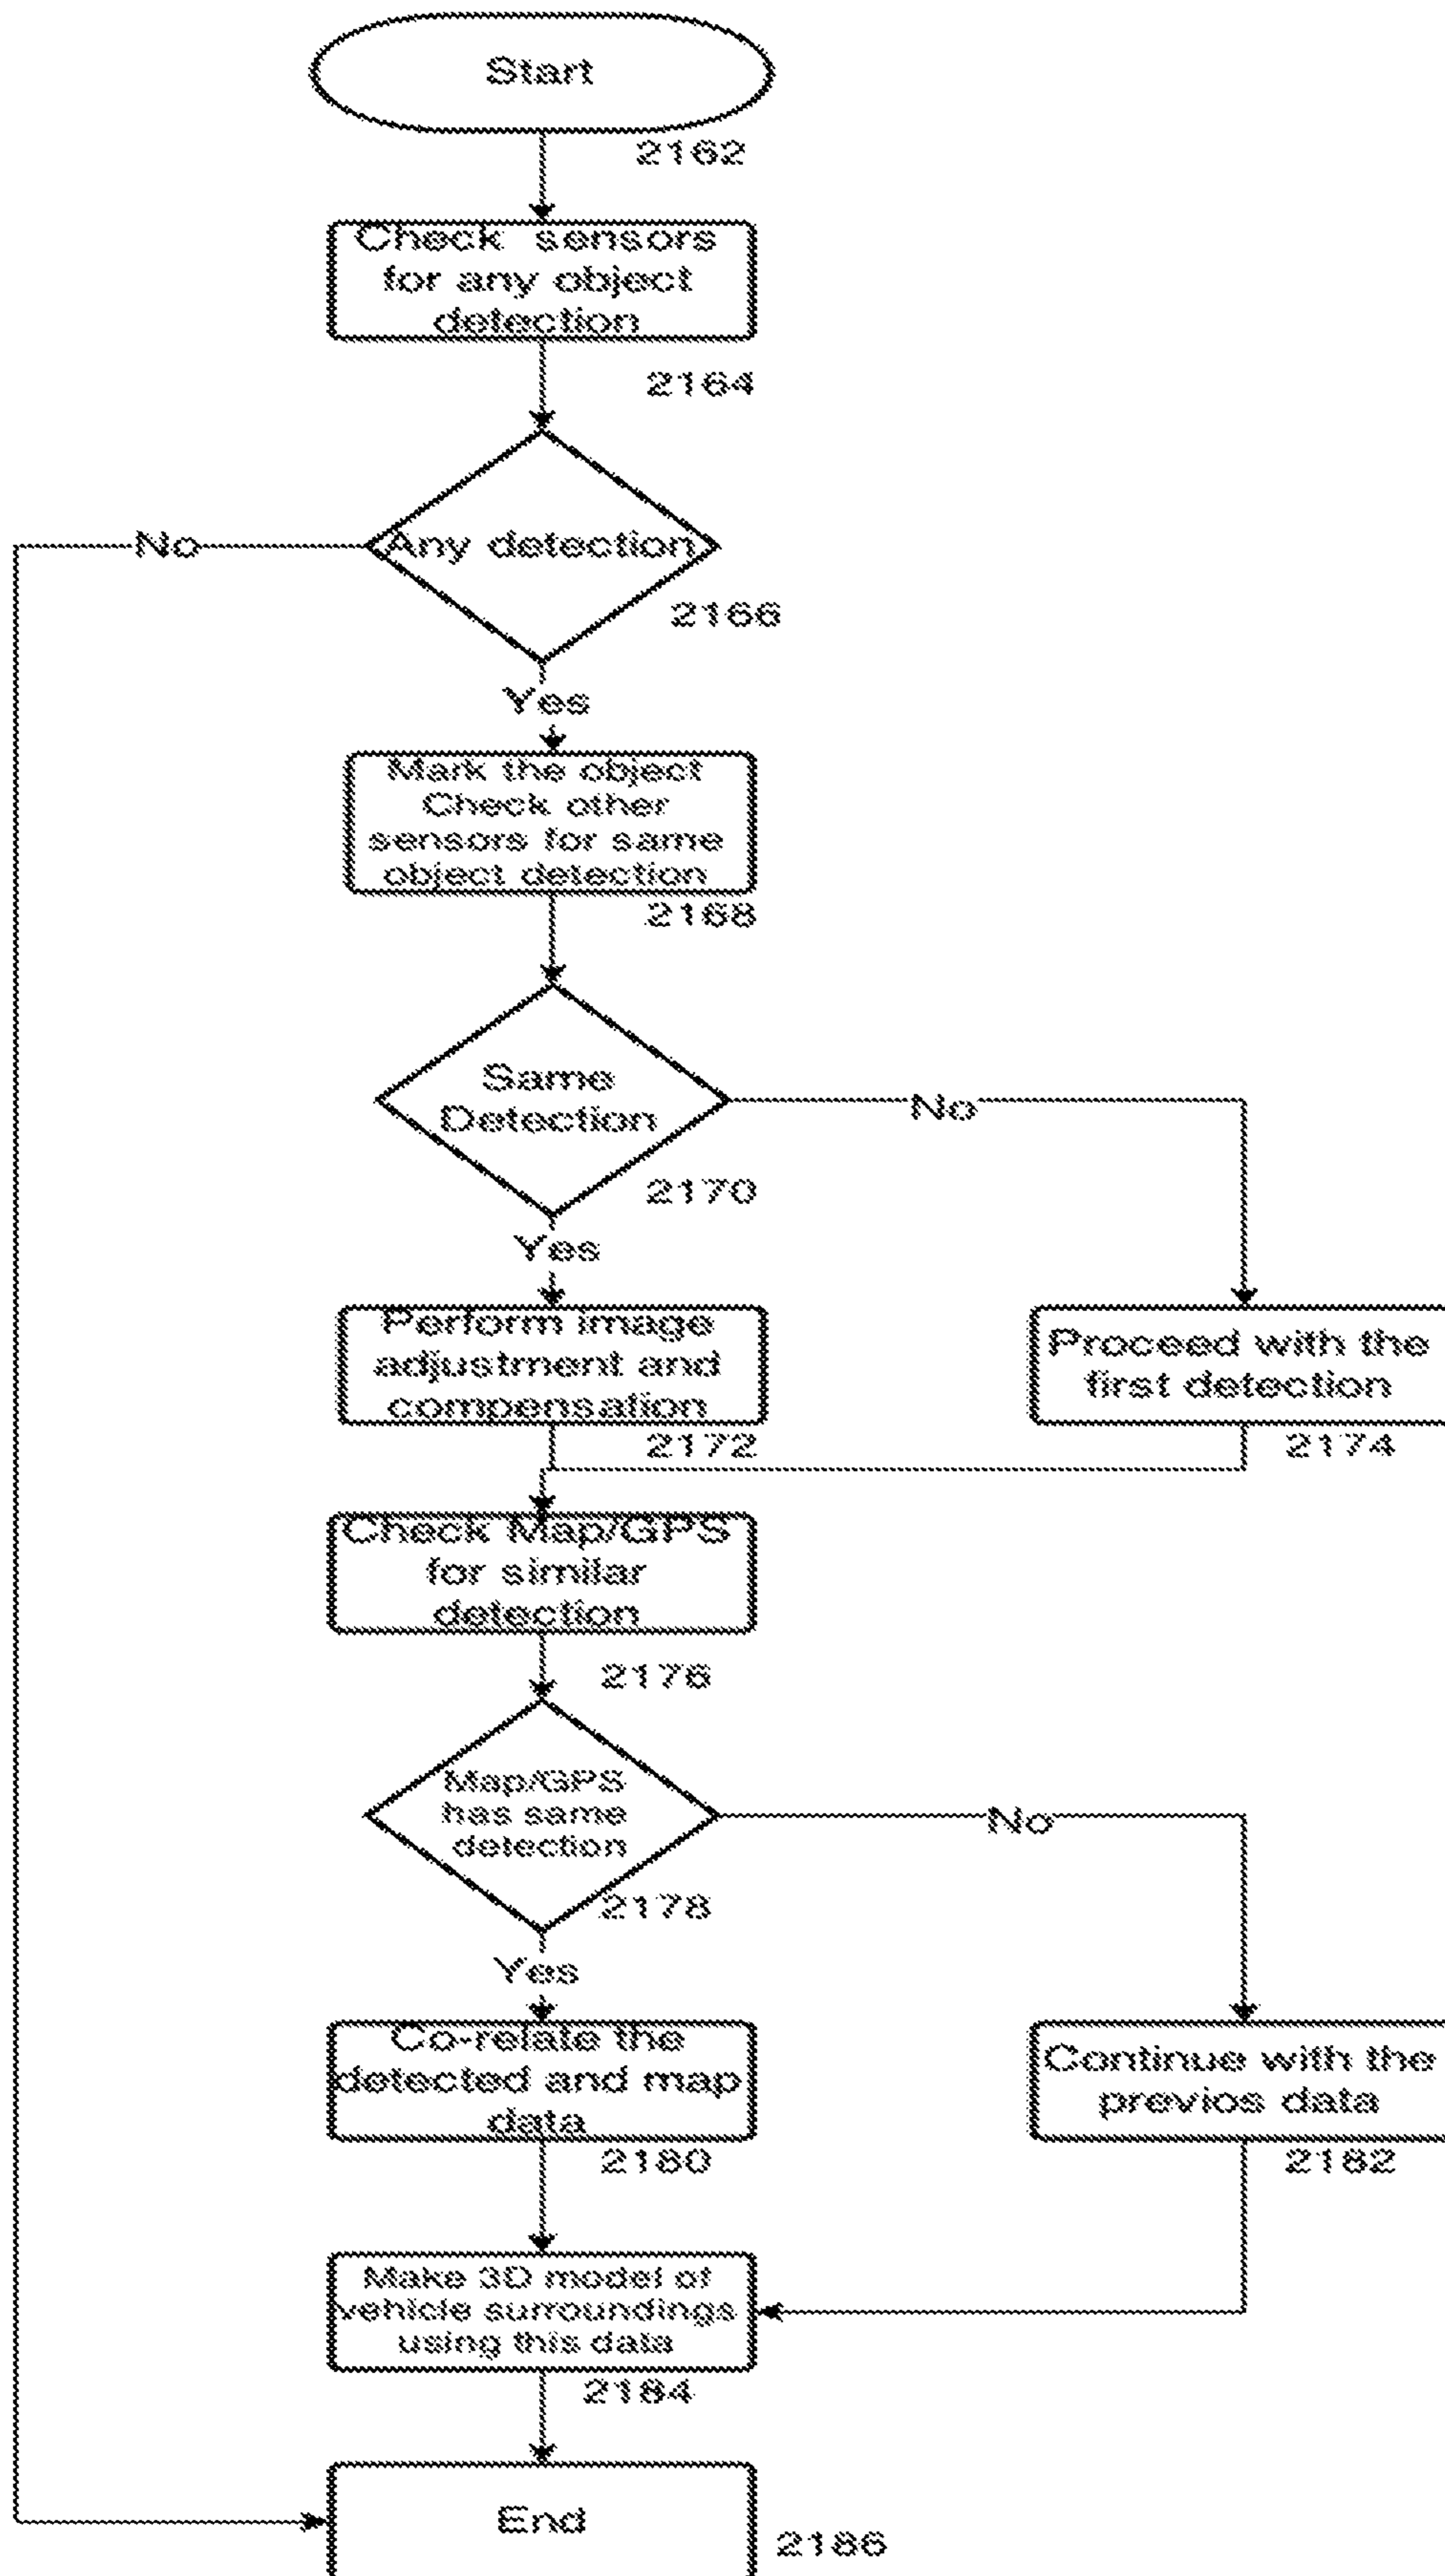 Start
2162
Check sensors
for any object
detection
2164
No
Any detection
2166
Yes
Mark the object
Check other
sensors for same
object detection
2168
Same
Detection
No
2170
Yes
Perform image
adjustment and
compensation
2172
Proceed with the
first detection
2174
Check Map/GPS
for similar
detection
2176
Map/GPS
has same
detection
No
2178
Yes
Co-relate the
detected and map
data
2180
Continue with the
previos data
2182
Make 3D model of
vehicle surroundings
using this data
2184
End
2186